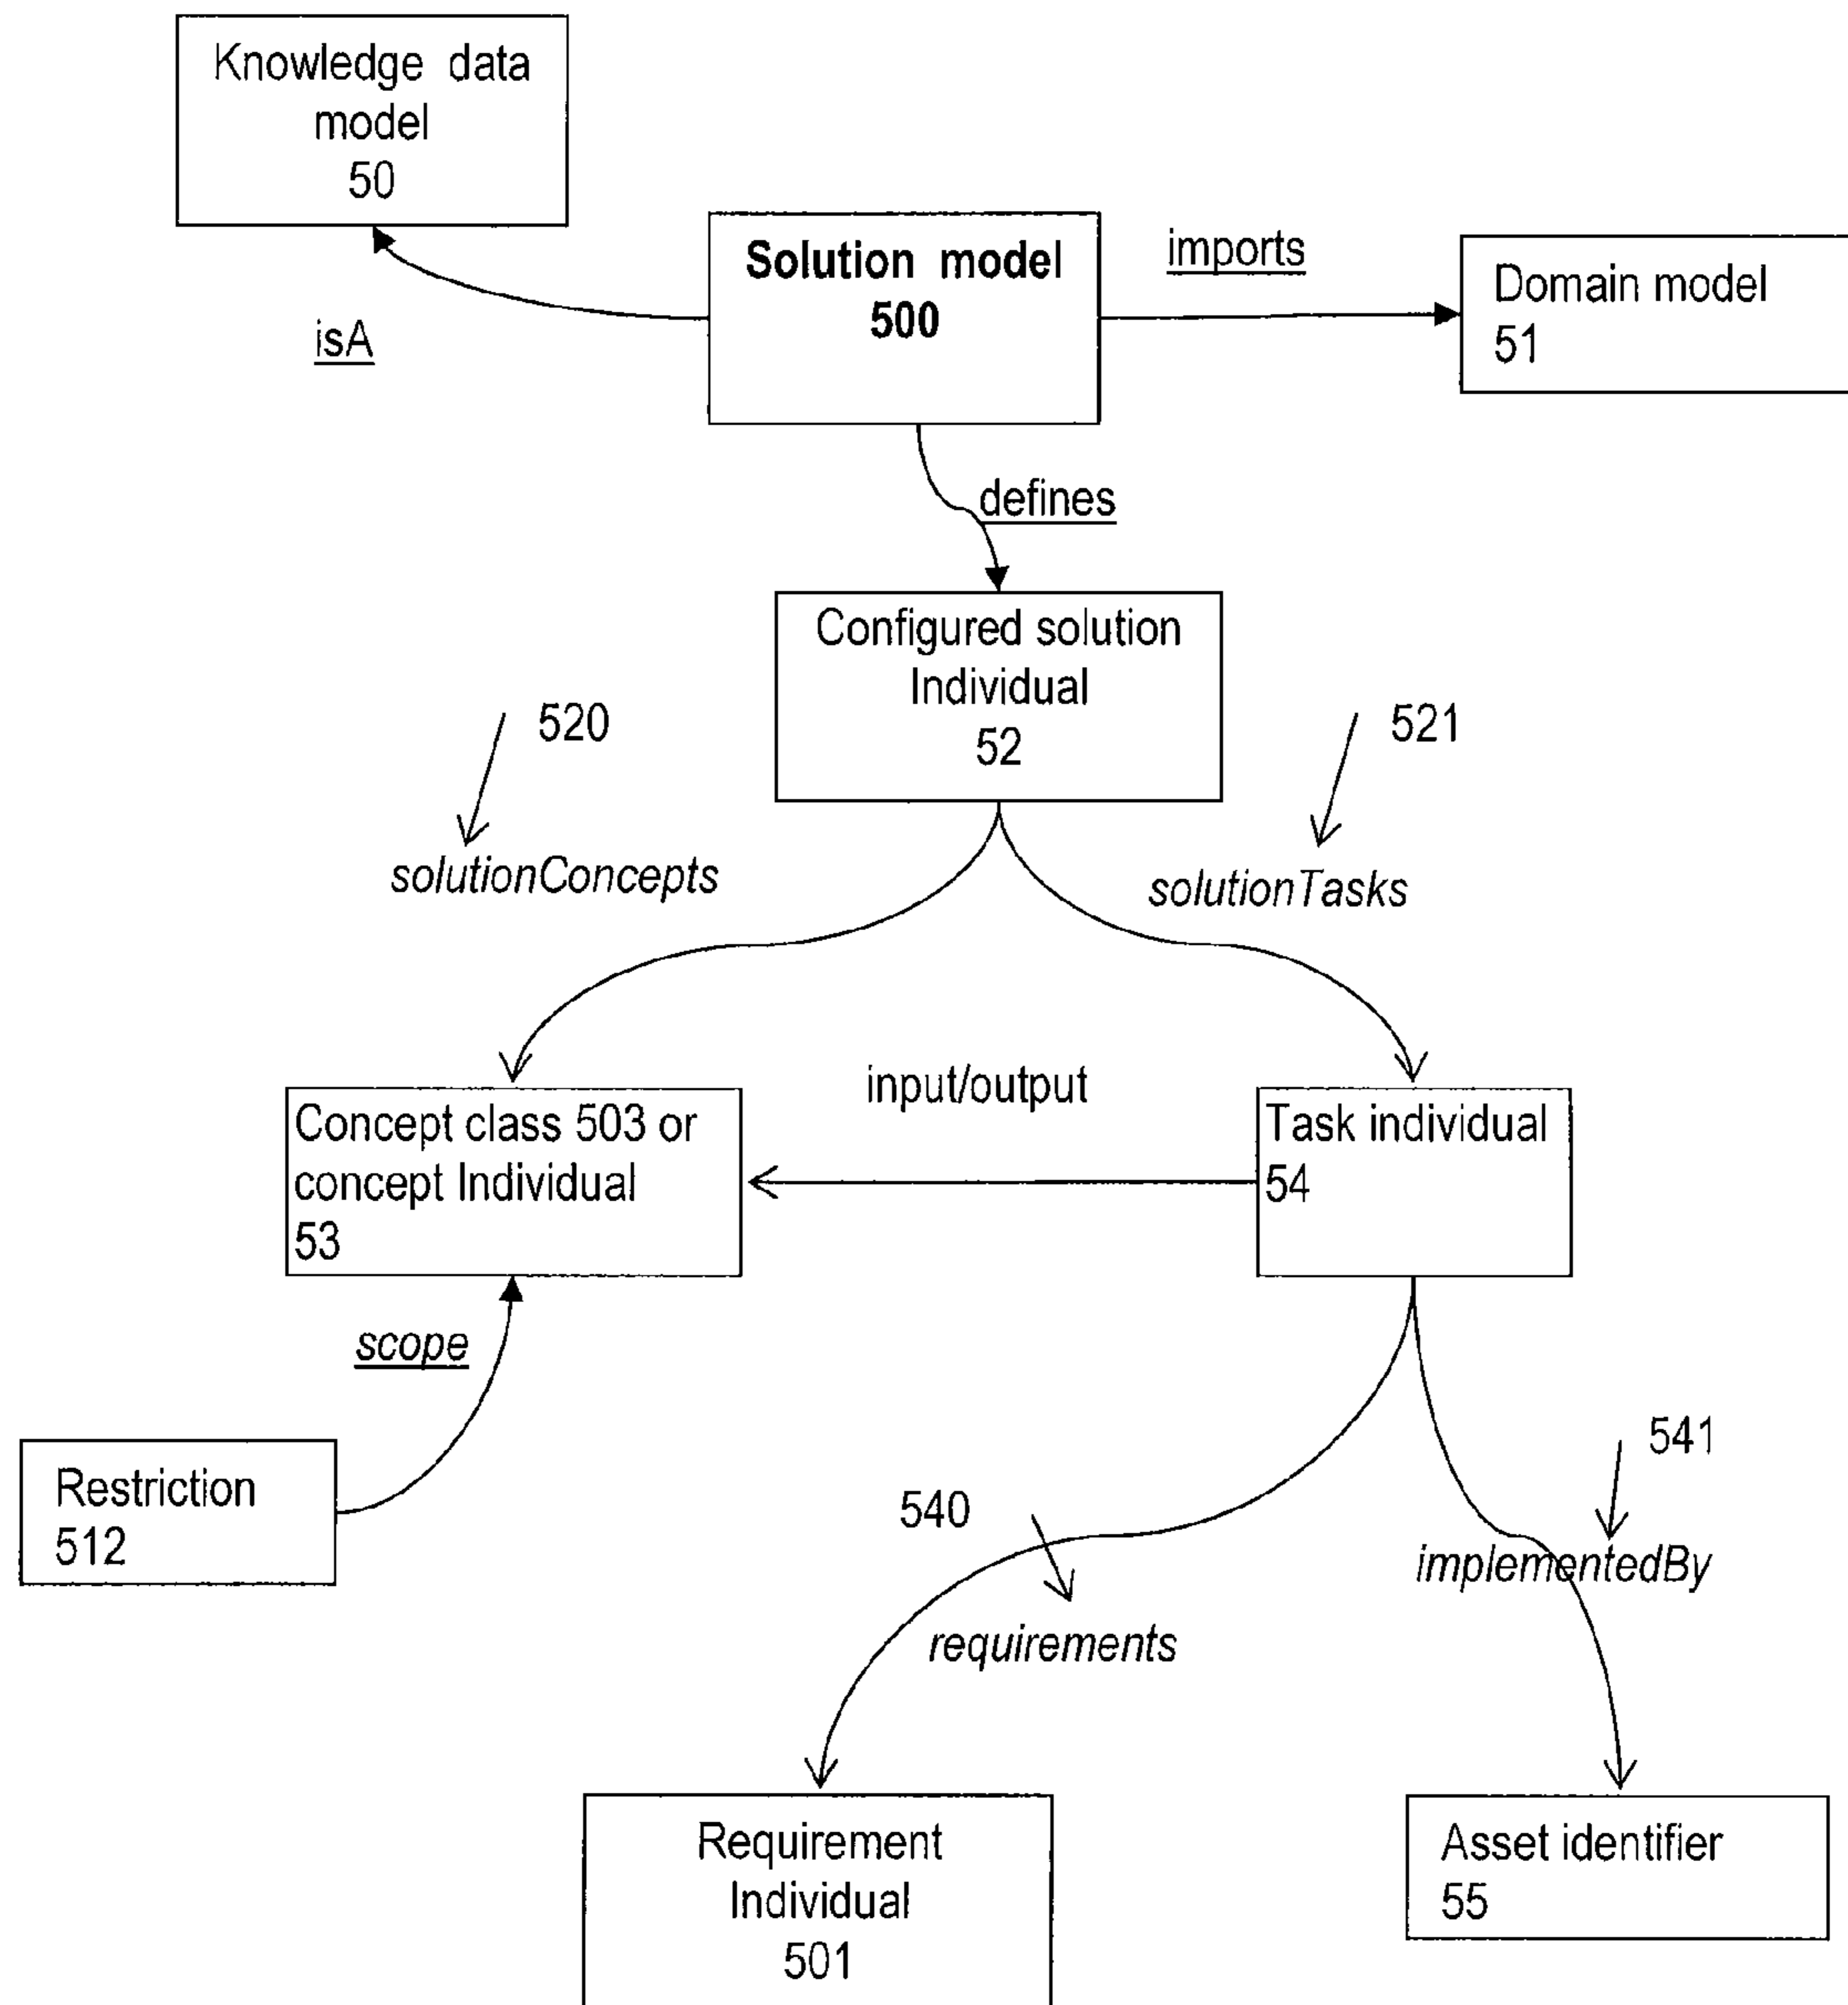 Knowledge data
model
50
Solution model
500
imports
Domain model
51
isA
defines
Configured solution
Individual
52
520
521
solutionConcepts
solutionTasks
input/output
Concept class 503 or
concept Individual
53
Task individual
54
scope
Restriction
512
541
540
implementedBy
requirements
Requirement
Individual
501
Asset identifier
55